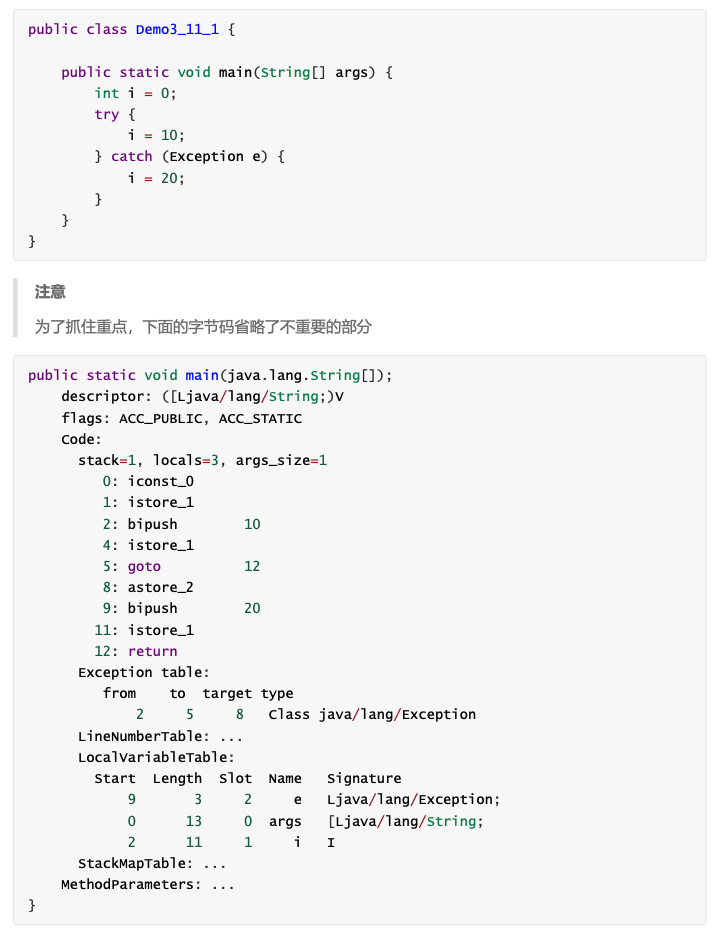 public class Demo3_11_1 {
    public static void main(String[] args) {
        int i = 0;
        try {
            i = 10;
        } catch (Exception e) {
            i = 20;
        }
    }
}
注意
为了抓住重点，下面的字节码省略了不重要的部分
public static void main(java.lang.String[]);
    descriptor: ([Ljava/lang/String;)V
    flags: ACC_PUBLIC, ACC_STATIC
    Code:
      stack=1, locals=3, args_size=1
         0: iconst_0
         1: istore_1
         2: bipush        10
         4: istore_1
         5: goto          12
         8: astore_2
         9: bipush        20
        11: istore_1
        12: return
      Exception table:
         from    to  target type
             2     5     8   Class java/lang/Exception
      LineNumberTable: ...
      LocalVariableTable:
        Start  Length  Slot  Name   Signature
            9       3     2     e   Ljava/lang/Exception;
            0      13     0  args   [Ljava/lang/String;
            2      11     1     i   I
      StackMapTable: ...
    MethodParameters: ...
}